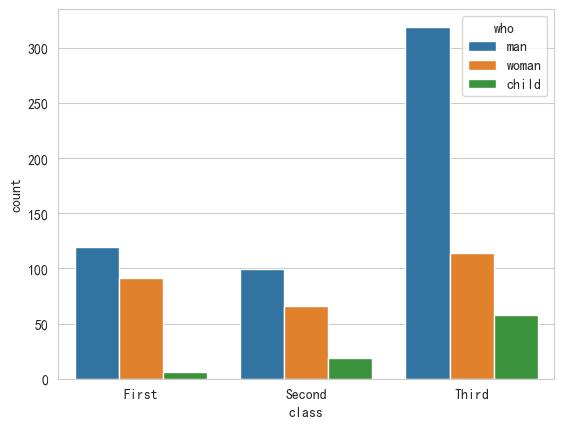 who
man
woman
child
300
250
200
150
100
50
0
count
First Second Third
class